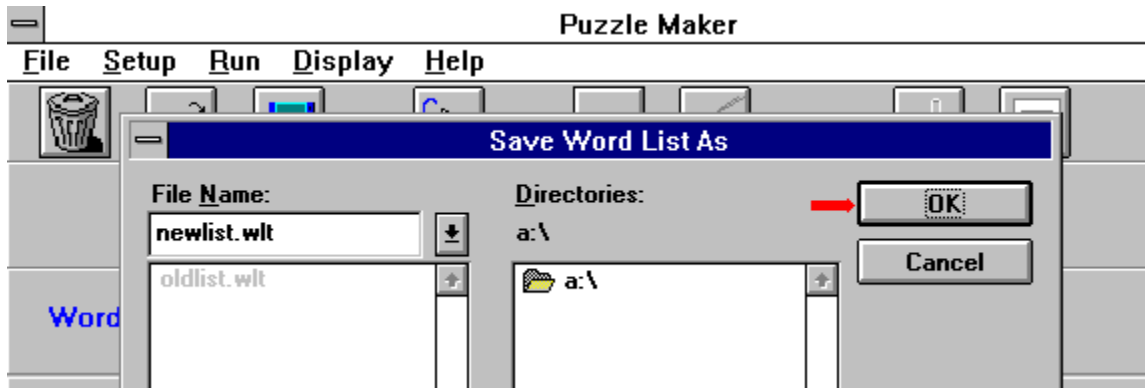 Puzzle Maker
File Setup Run Display Help
Save Word List As
File Name:
Directories:
OK
newlist.wlt
a:\
Cancel
oldlist.wlt
a:\
Word